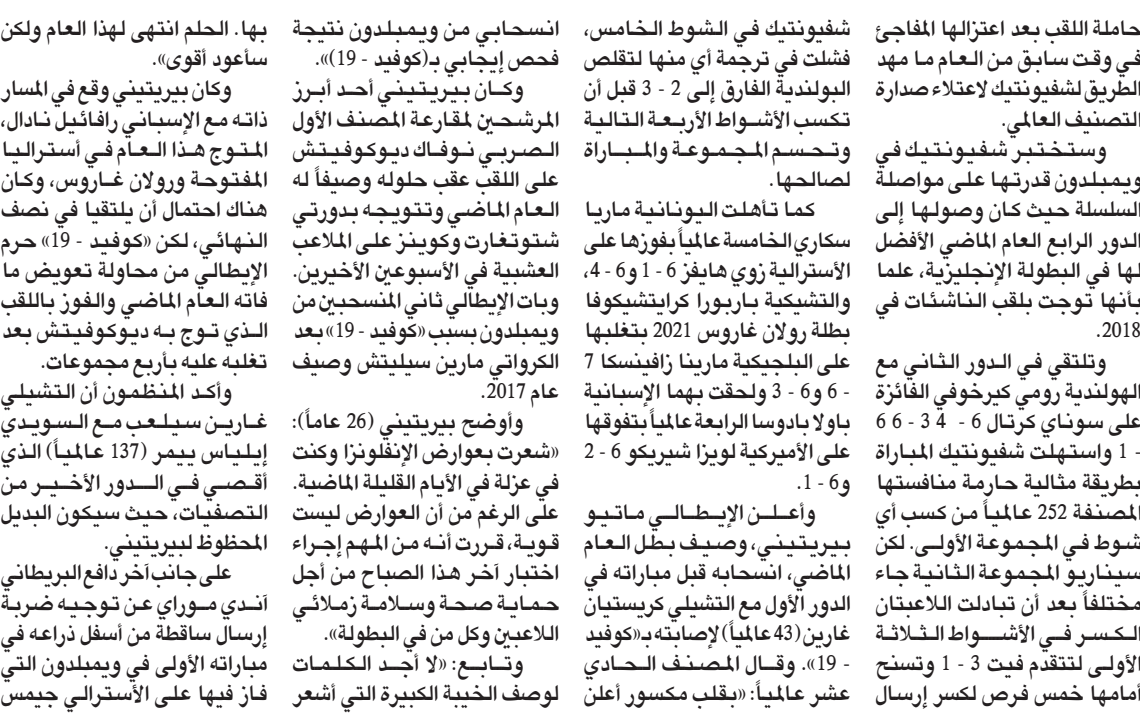 حاملة اللقب بعد اعتزالها المفاجئ
في وقت سابق من العام ما مهد
الطريق لشفيونتيك لاعتلاء صدارة
التصنيف العالمي.
وستختبر شفيونتيك في
ويمبلدون قدرتها على مواصلة
السلسلة حيث كان وصولها إلى
الدور الرابع العام الماضي الأفضل
لها في البطولة الإنجليزية، علما
بأنها توجت بلقب الناشئات في
2018.
وتلتقي في الدور الثاني مع
الهولندية رومي كيرخوفي الفائزة
على سوناي كرتال 6 - 4 3 - 6 6
- 1 واستهلت شفيونتيك المباراة
بطريقة مثالية حارمة منافستها
المصنفة 252 عالمياً من كسب أي
شوط في المجموعة الأولى. لكن
سيناريو المجموعة الثانية جاء
مختلفاً بعد أن تبادلت اللاعبتان
الكسر في الأشواط الثلاثة
الأولى لتتقدم فيت 3 - 1 وتسنح
أمامها خمس فرص لكسر إرسال
شفيونتيك في الشوط الخامس،
فشلت في ترجمة أي منها لتقلص
البولندية الفارق إلى 2 - 3 قبل أن
تكسب الأشواط الأربعة التالية
وتحسم المجموعة والمباراة
لصالحها.
كما تأهلت اليونانية ماريا
سكاري الخامسة عالمياً بفوزها على
الأسترالية زوي هايفز 6 - 1 و6 - 4،
والتشيكية باربورا كرايتشيكوفا
بطلة رولان غاروس 2021 بتغلبها
على البلجيكية مارينا زافينسكا 7
- 6 و6 - 3 ولحقت بهما الإسبانية
باولا بادوسا الرابعة عالمياً بتفوقها
على الأميركية لويزا شيريكو 6 - 2
و6 - 1.
وأعلن الإيطالي ماتيو
بيريتيني، وصيف بطل العام
الماضي، انسحابه قبل مباراته في
الدور الأول مع التشيلي كريستيان
غارين (43 عالمياً) لإصابته بـ«كوفيد
- 19». وقال المصنف الحادي
عشر عالمياً: «بقلب مكسور أعلن
انسحابي من ويمبلدون نتيجة
فحص إيجابي بـ(كوفيد - 19)».
وكان بيريتيني أحد أبرز
المرشحين لمقارعة المصنف الأول
الصربي نوفاك ديوكوفيتش
على اللقب عقب حلوله وصيفاً له
العام الماضي وتتويجه بدورتي
شتوتغارت وكوينز على الملاعب
العشبية في الأسبوعين الأخيرين.
وبات الإيطالي ثاني المنسحبين من
ويمبلدون بسبب «كوفيد - 19» بعد
الكرواتي مارين سيليتش وصيف
عام 2017.
وأوضح بيريتيني (26 عاماً):
«شعرت بعوارض الإنفلونزا وكنت
في عزلة في الأيام القليلة الماضية.
على الرغم من أن العوارض ليست
قوية، قررت أنه من المهم إجراء
اختبار آخر هذا الصباح من أجل
حماية صحة وسلامة زملائي
اللاعبين وكل من في البطولة».
وتابع: «لا أجد الكلمات
لوصف الخيبة الكبيرة التي أشعر
بها. الحلم انتهى لهذا العام ولكن
سأعود أقوى».
وكان بيريتيني وقع في المسار
ذاته مع الإسباني رافائيل نادال،
المتوج هذا العام في أستراليا
المفتوحة ورولان غاروس، وكان
هناك احتمال أن يلتقيا في نصف
النهائي، لكن «كوفيد - 19» حرم
الإيطالي من محاولة تعويض ما
فاته العام الماضي والفوز باللقب
الذي توج به ديوكوفيتش بعد
تغلبه عليه بأربع مجموعات.
وأكد المنظمون أن التشيلي
غارين سيلعب مع السويدي
إيلياس ييمر (137 عالمياً) الذي
أقصي في الدور الأخير من
التصفيات، حيث سيكون البديل
المحظوظ لبيريتيني.
على جانب آخر دافع البريطاني
آندي موراي عن توجيه ضربة
إرسال ساقطة من أسفل ذراعه في
مباراته الأولى في ويمبلدون التي
فاز فيها على الأسترالي جيمس